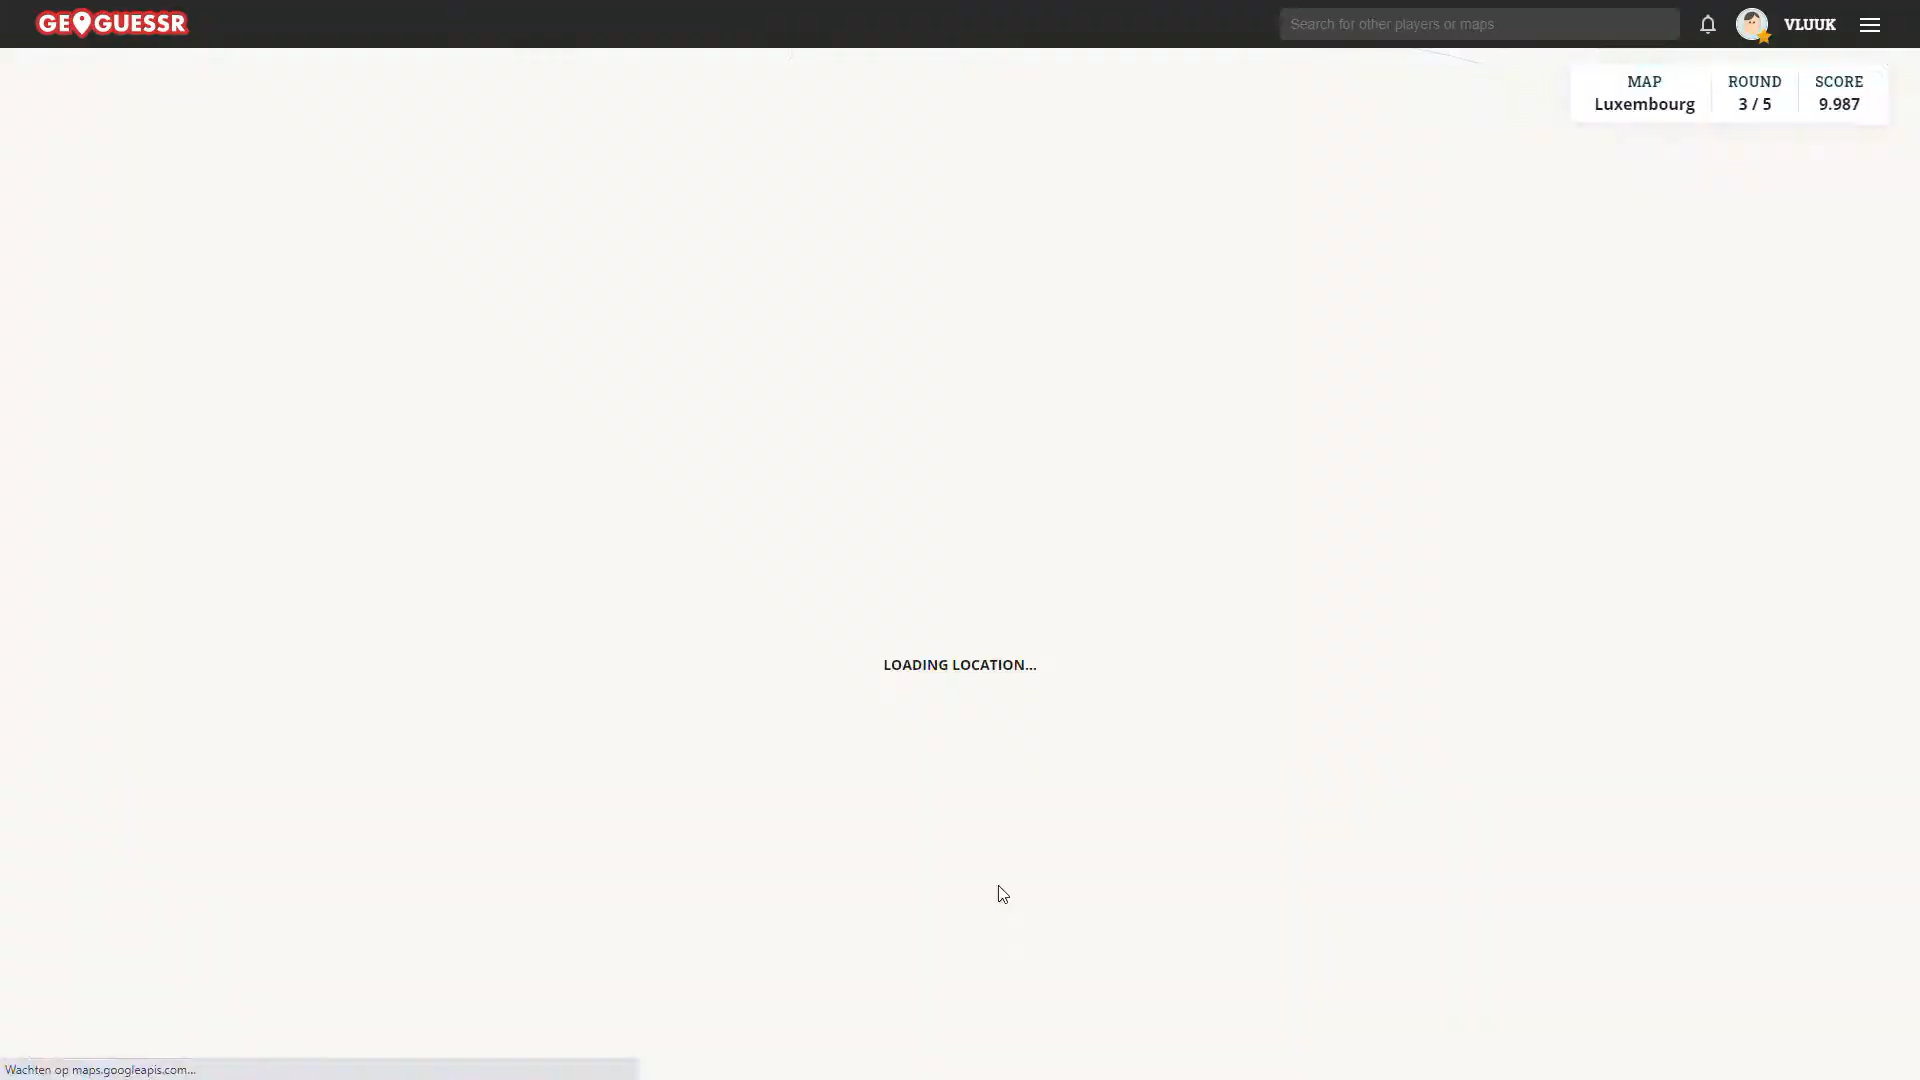 GEOGUESSR
Search for other players or maps
VLUUK
MAP
Luxembourg
ROUND
3 / 5
SCORE
9.987
LOADING LOCATION...
Wachten op maps.googleapis.com...